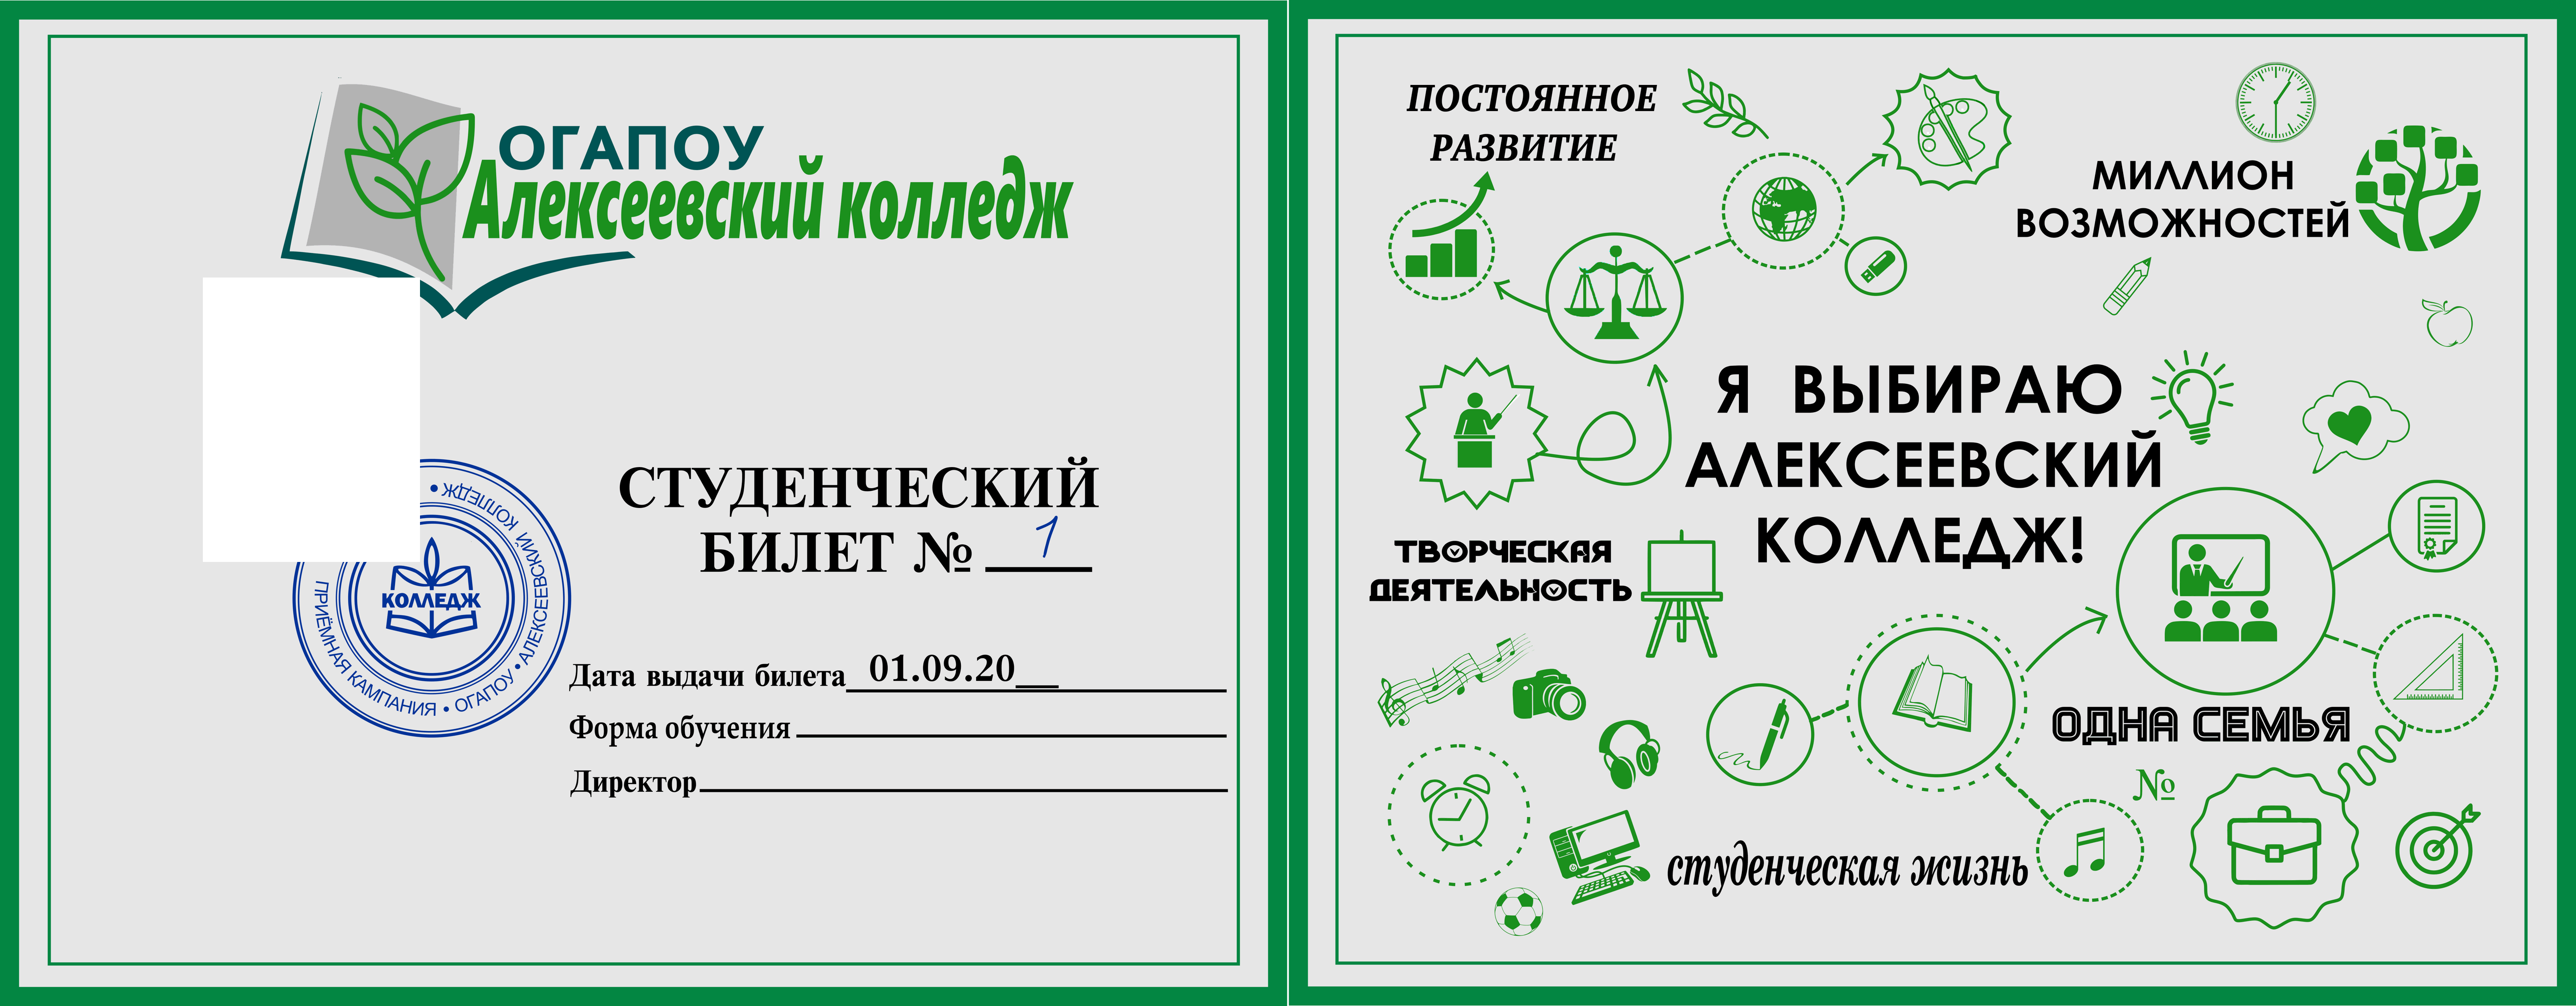 ОГАПОУ
Алексеевский колледж
СТУДЕНЧЕСКИЙ
БИЛЕТ № 1
КОЛЛЕДЖ
ПРИЁМНАЯ КАМПАНИЯ • ОГАПОУ • АЛЕКСЕЕВСКИЙ КОЛЛЕДЖ •
Дата выдачи билета 01.09.20__
Форма обучения
Директор
ПОСТОЯННОЕ
РАЗВИТИЕ
МИЛЛИОН
ВОЗМОЖНОСТЕЙ
Я ВЫБИРАЮ
АЛЕКСЕЕВСКИЙ
КОЛЛЕДЖ!
ТВОРЧЕСКАЯ
ДЕЯТЕЛЬНОСТЬ
ОДНА СЕМЬЯ
№
студенческая жизнь